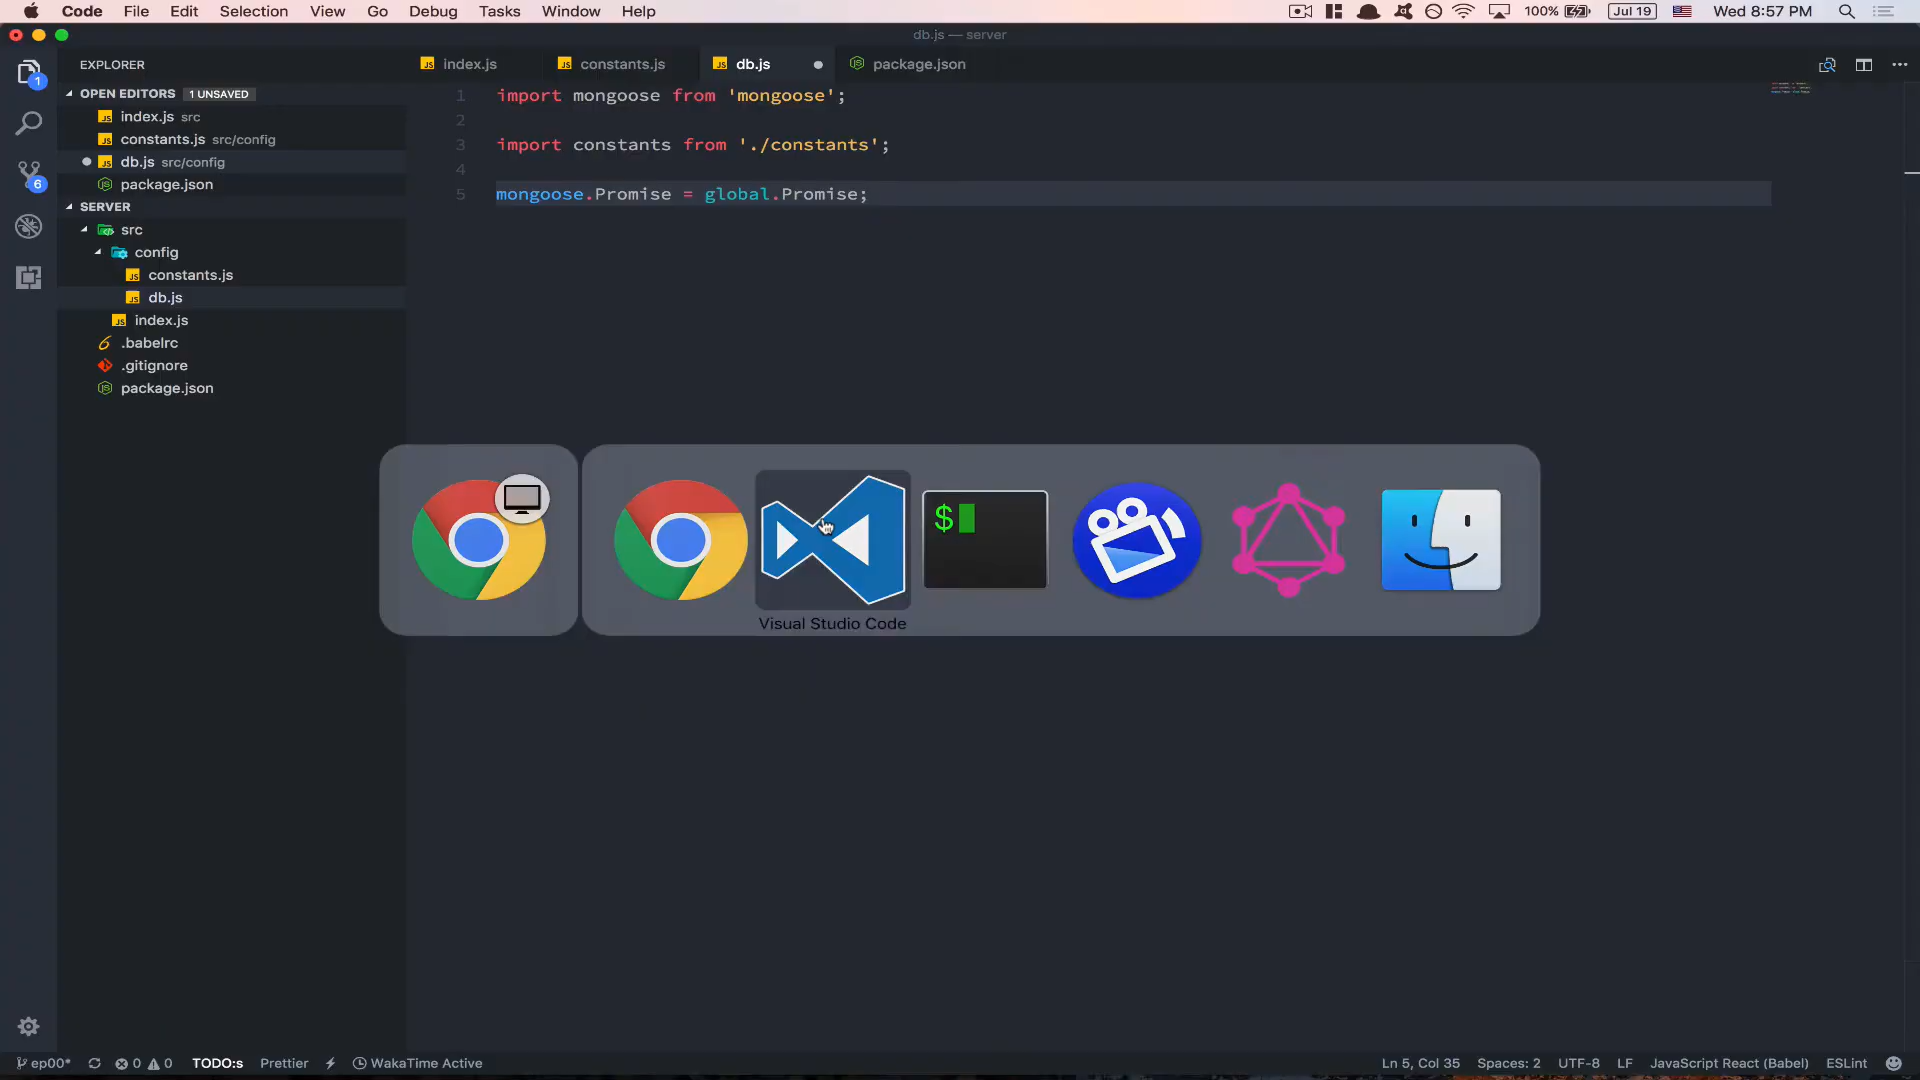 Code File Edit Selection View Go Debug Tasks Window Help 100% Jul 19 Wed 8:57 PM
db.js — server
EXPLORER
index.js constants.js db.js package.json
OPEN EDITORS 1 UNSAVED
index.js src
constants.js src/config
db.js src/config
package.json
SERVER
src
config
constants.js
db.js
index.js
.babelrc
.gitignore
package.json
1
6
1 import mongoose from 'mongoose';
2
3 import constants from './constants';
4
5 mongoose.Promise = global.Promise;
$
Visual Studio Code
ep00* 0 0 TODO:s Prettier WakaTime Active Ln 5, Col 35 Spaces: 2 UTF-8 LF JavaScript React (Babel) ESLint